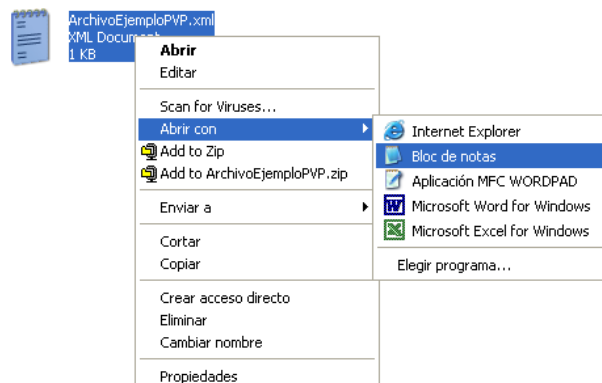 ArchivoEjemploPVP.xml
XML Docum
1 KB
Abrir
Editar
Scan for Viruses...
Abrir con
Add to Zip
Add to ArchivoEjemploPVP.zip
Enviar a
Cortar
Copiar
Crear acceso directo
Eliminar
Cambiar nombre
Propiedades
Internet Explorer
Bloc de notas
Aplicación MFC WORDPAD
Microsoft Word for Windows
Microsoft Excel for Windows
Elegir programa...